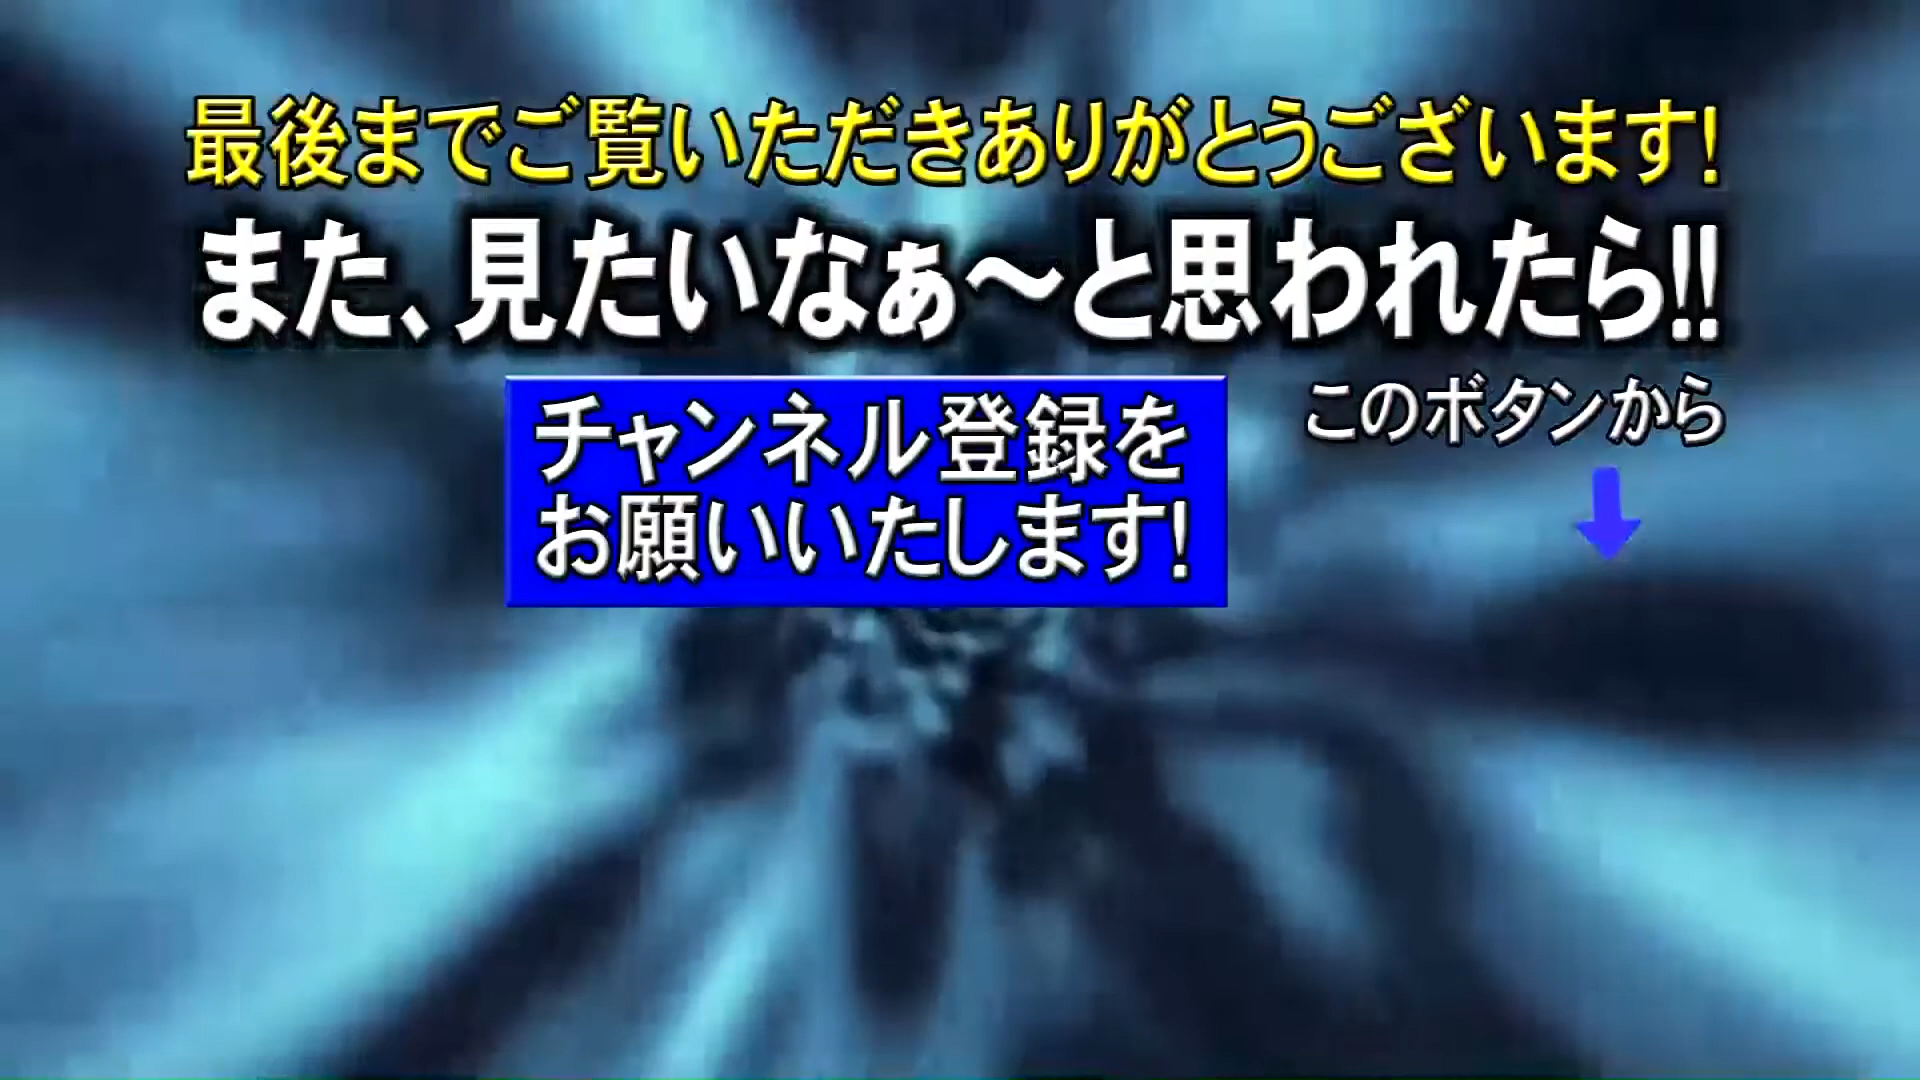 最後までご覧いただきありがとうございます!
また、見たいなぁ～と思われたら!!
チャンネル登録を
お願いいたします!
このボタンから